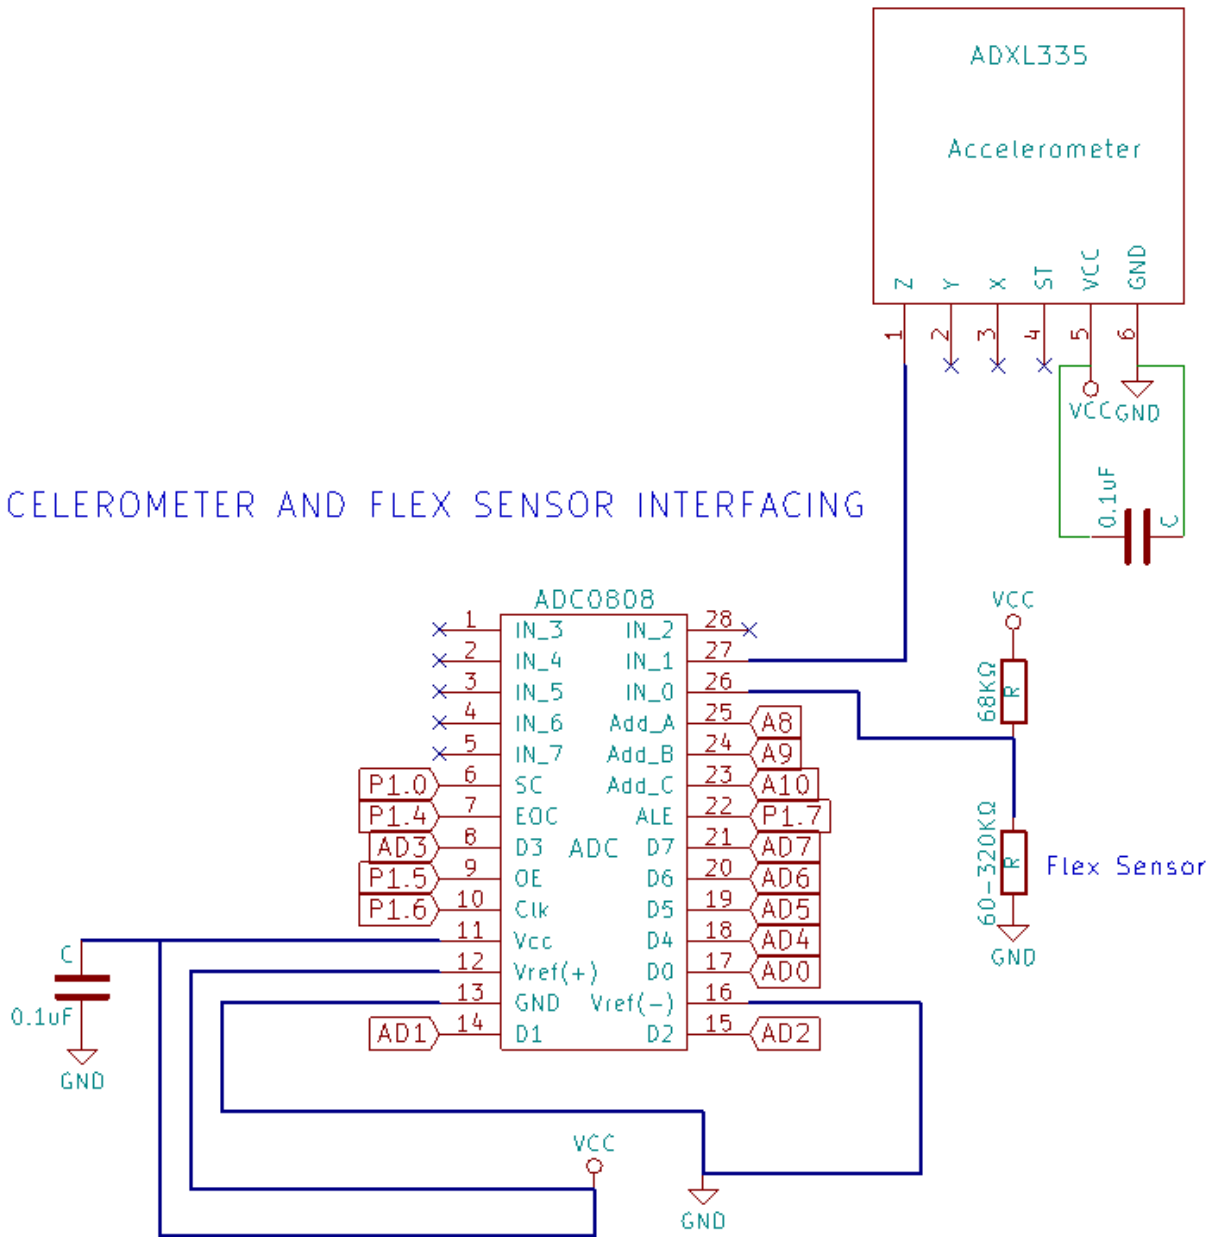 ADXL335
Accelerometer
Z Y X ST VCC GND
1 2 3 4 5 6
VCC GND
0.1uF C
CELEROMETER AND FLEX SENSOR INTERFACING
ADC0808
VCC
1 IN_3 IN_2 28
2 IN_4 IN_1 27
3 IN_5 IN_0 26
68KΩ R
4 IN_6 Add_A 25 A8
5 IN_7 Add_B 24 A9
P1.0 6 SC Add_C 23 A10
P1.4 7 EOC ALE 22 P1.7
AD3 8 D3 ADC D7 21 AD7
P1.5 9 OE D6 20 AD6
60-320KΩ R Flex Sensor
P1.6 10 Clk D5 19 AD5
C 11 Vcc D4 18 AD4
GND
12 Vref(+) D0 17 AD0
0.1uF 13 GND Vref(-) 16
AD1 14 D1 D2 15 AD2
GND
VCC
GND